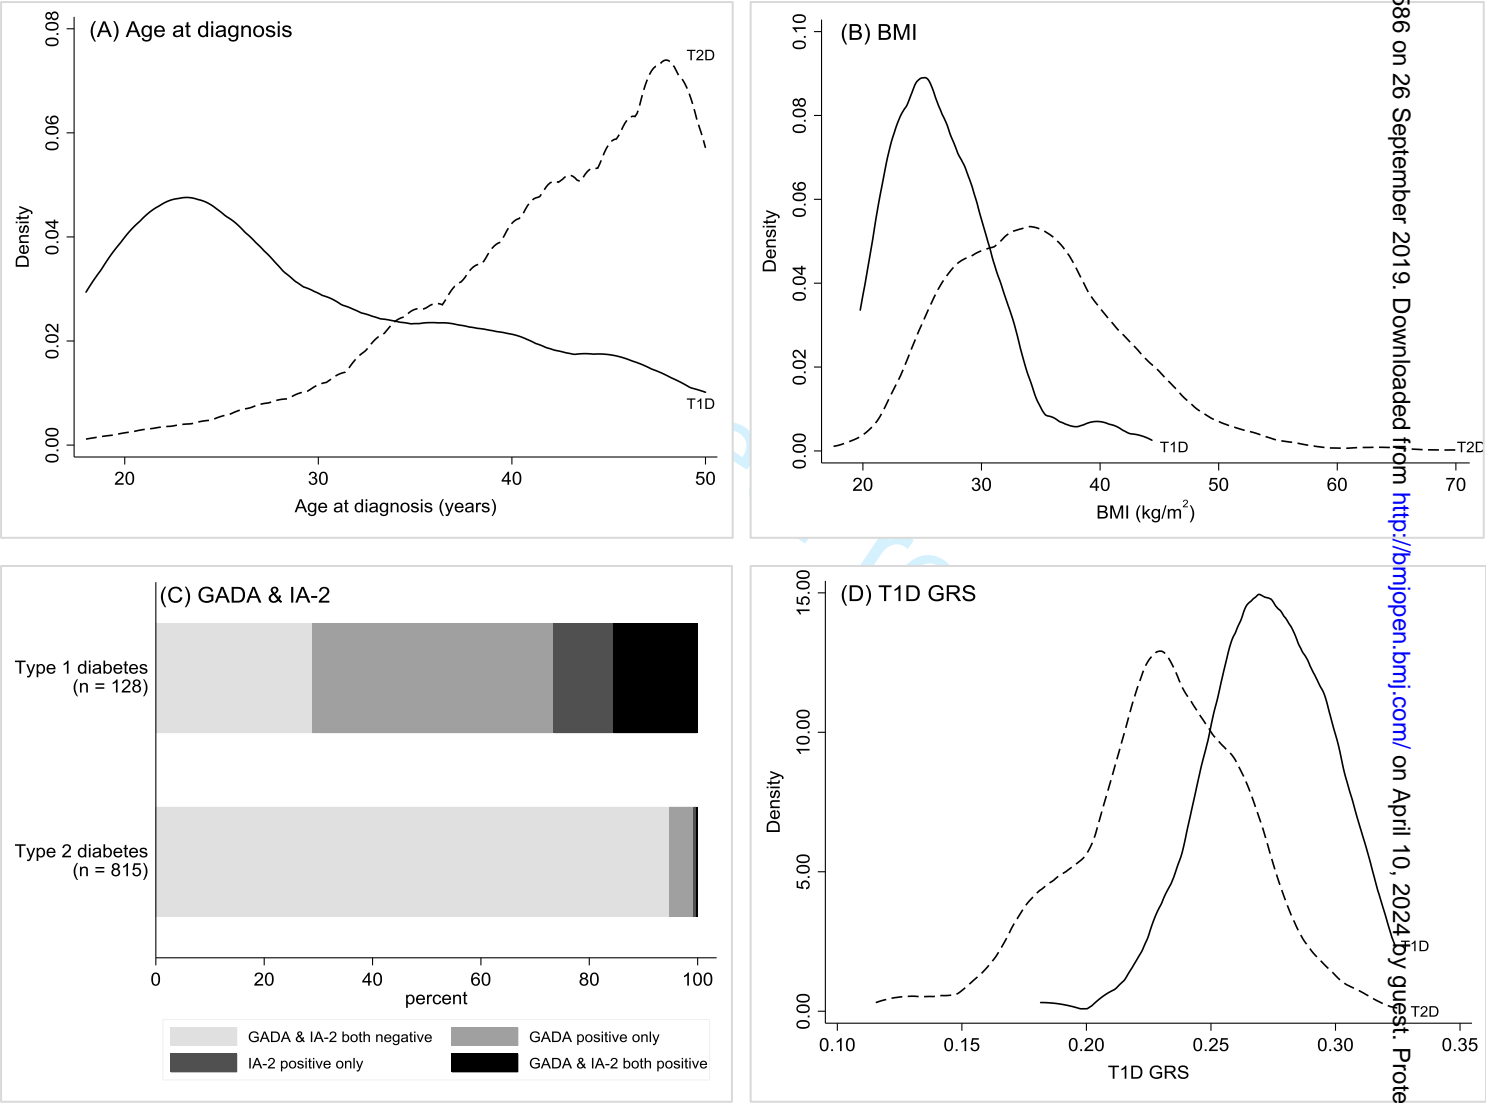 (A) Age at diagnosis
0.08
0.06
0.04
0.02
0.00
Density
T2D
T1D
20 30 40 50
Age at diagnosis (years)
(B) BMI
0.10
0.08
0.06
0.04
0.02
0.00
Density
T1D
T2D
20 30 40 50 60 70
BMI (kg/m²)
(C) GADA & IA-2
Type 1 diabetes
(n = 128)
Type 2 diabetes
(n = 815)
0 20 40 60 80 100
percent
GADA & IA-2 both negative GADA positive only
IA-2 positive only GADA & IA-2 both positive
(D) T1D GRS
15.00
10.00
5.00
0.00
Density
T1D
T2D
0.10 0.15 0.20 0.25 0.30 0.35
T1D GRS
586 on 26 September 2019. Downloaded from http://bmjopen.bmj.com/ on April 10, 2024 by guest. Prote